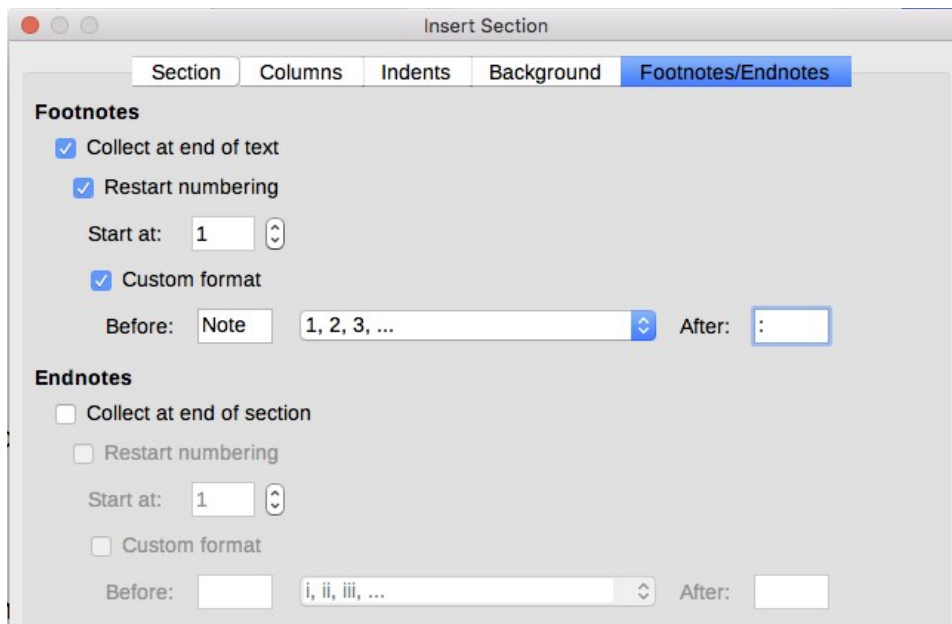 Insert Section
Section Columns Indents Background Footnotes/Endnotes
Footnotes
Collect at end of text
Restart numbering
Start at: 1
Custom format
Before: Note 1, 2, 3, ... After: :
Endnotes
Collect at end of section
Restart numbering
Start at: 1
Custom format
Before: i, ii, iii, ... After: